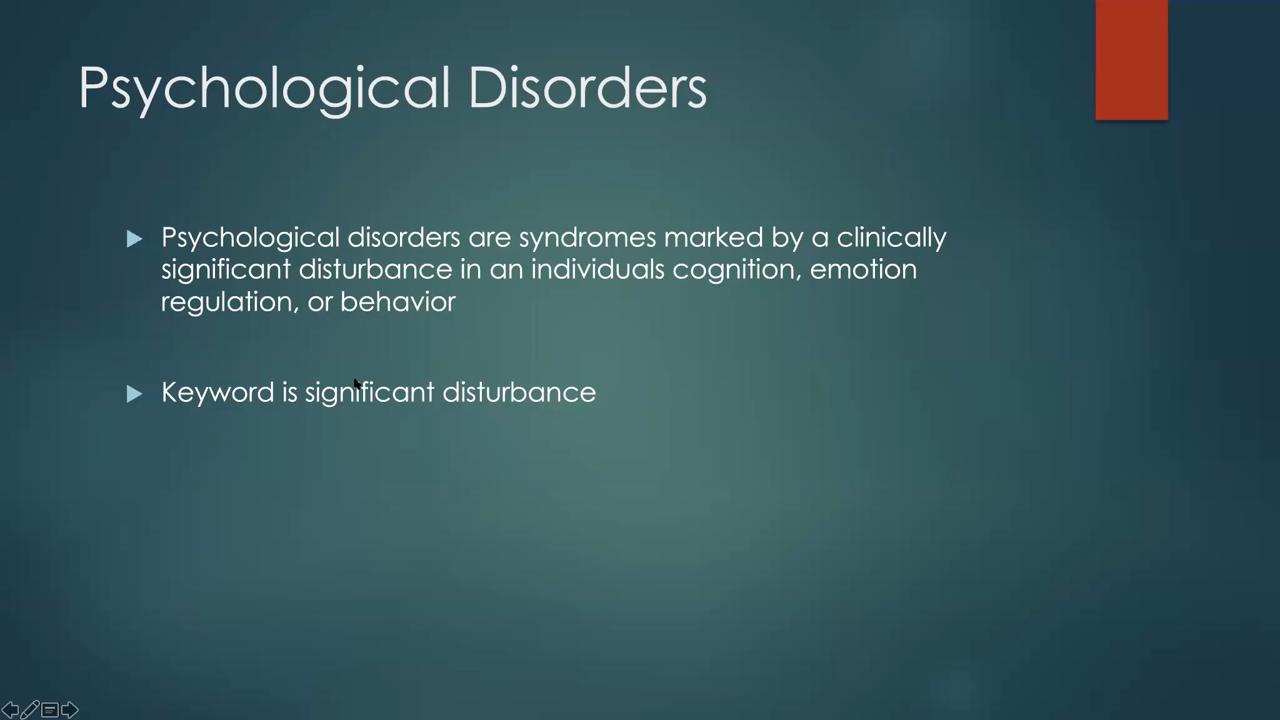 Psychological Disorders
Psychological disorders are syndromes marked by a clinically
significant disturbance in an individuals cognition, emotion
regulation, or behavior
Keyword is significant disturbance